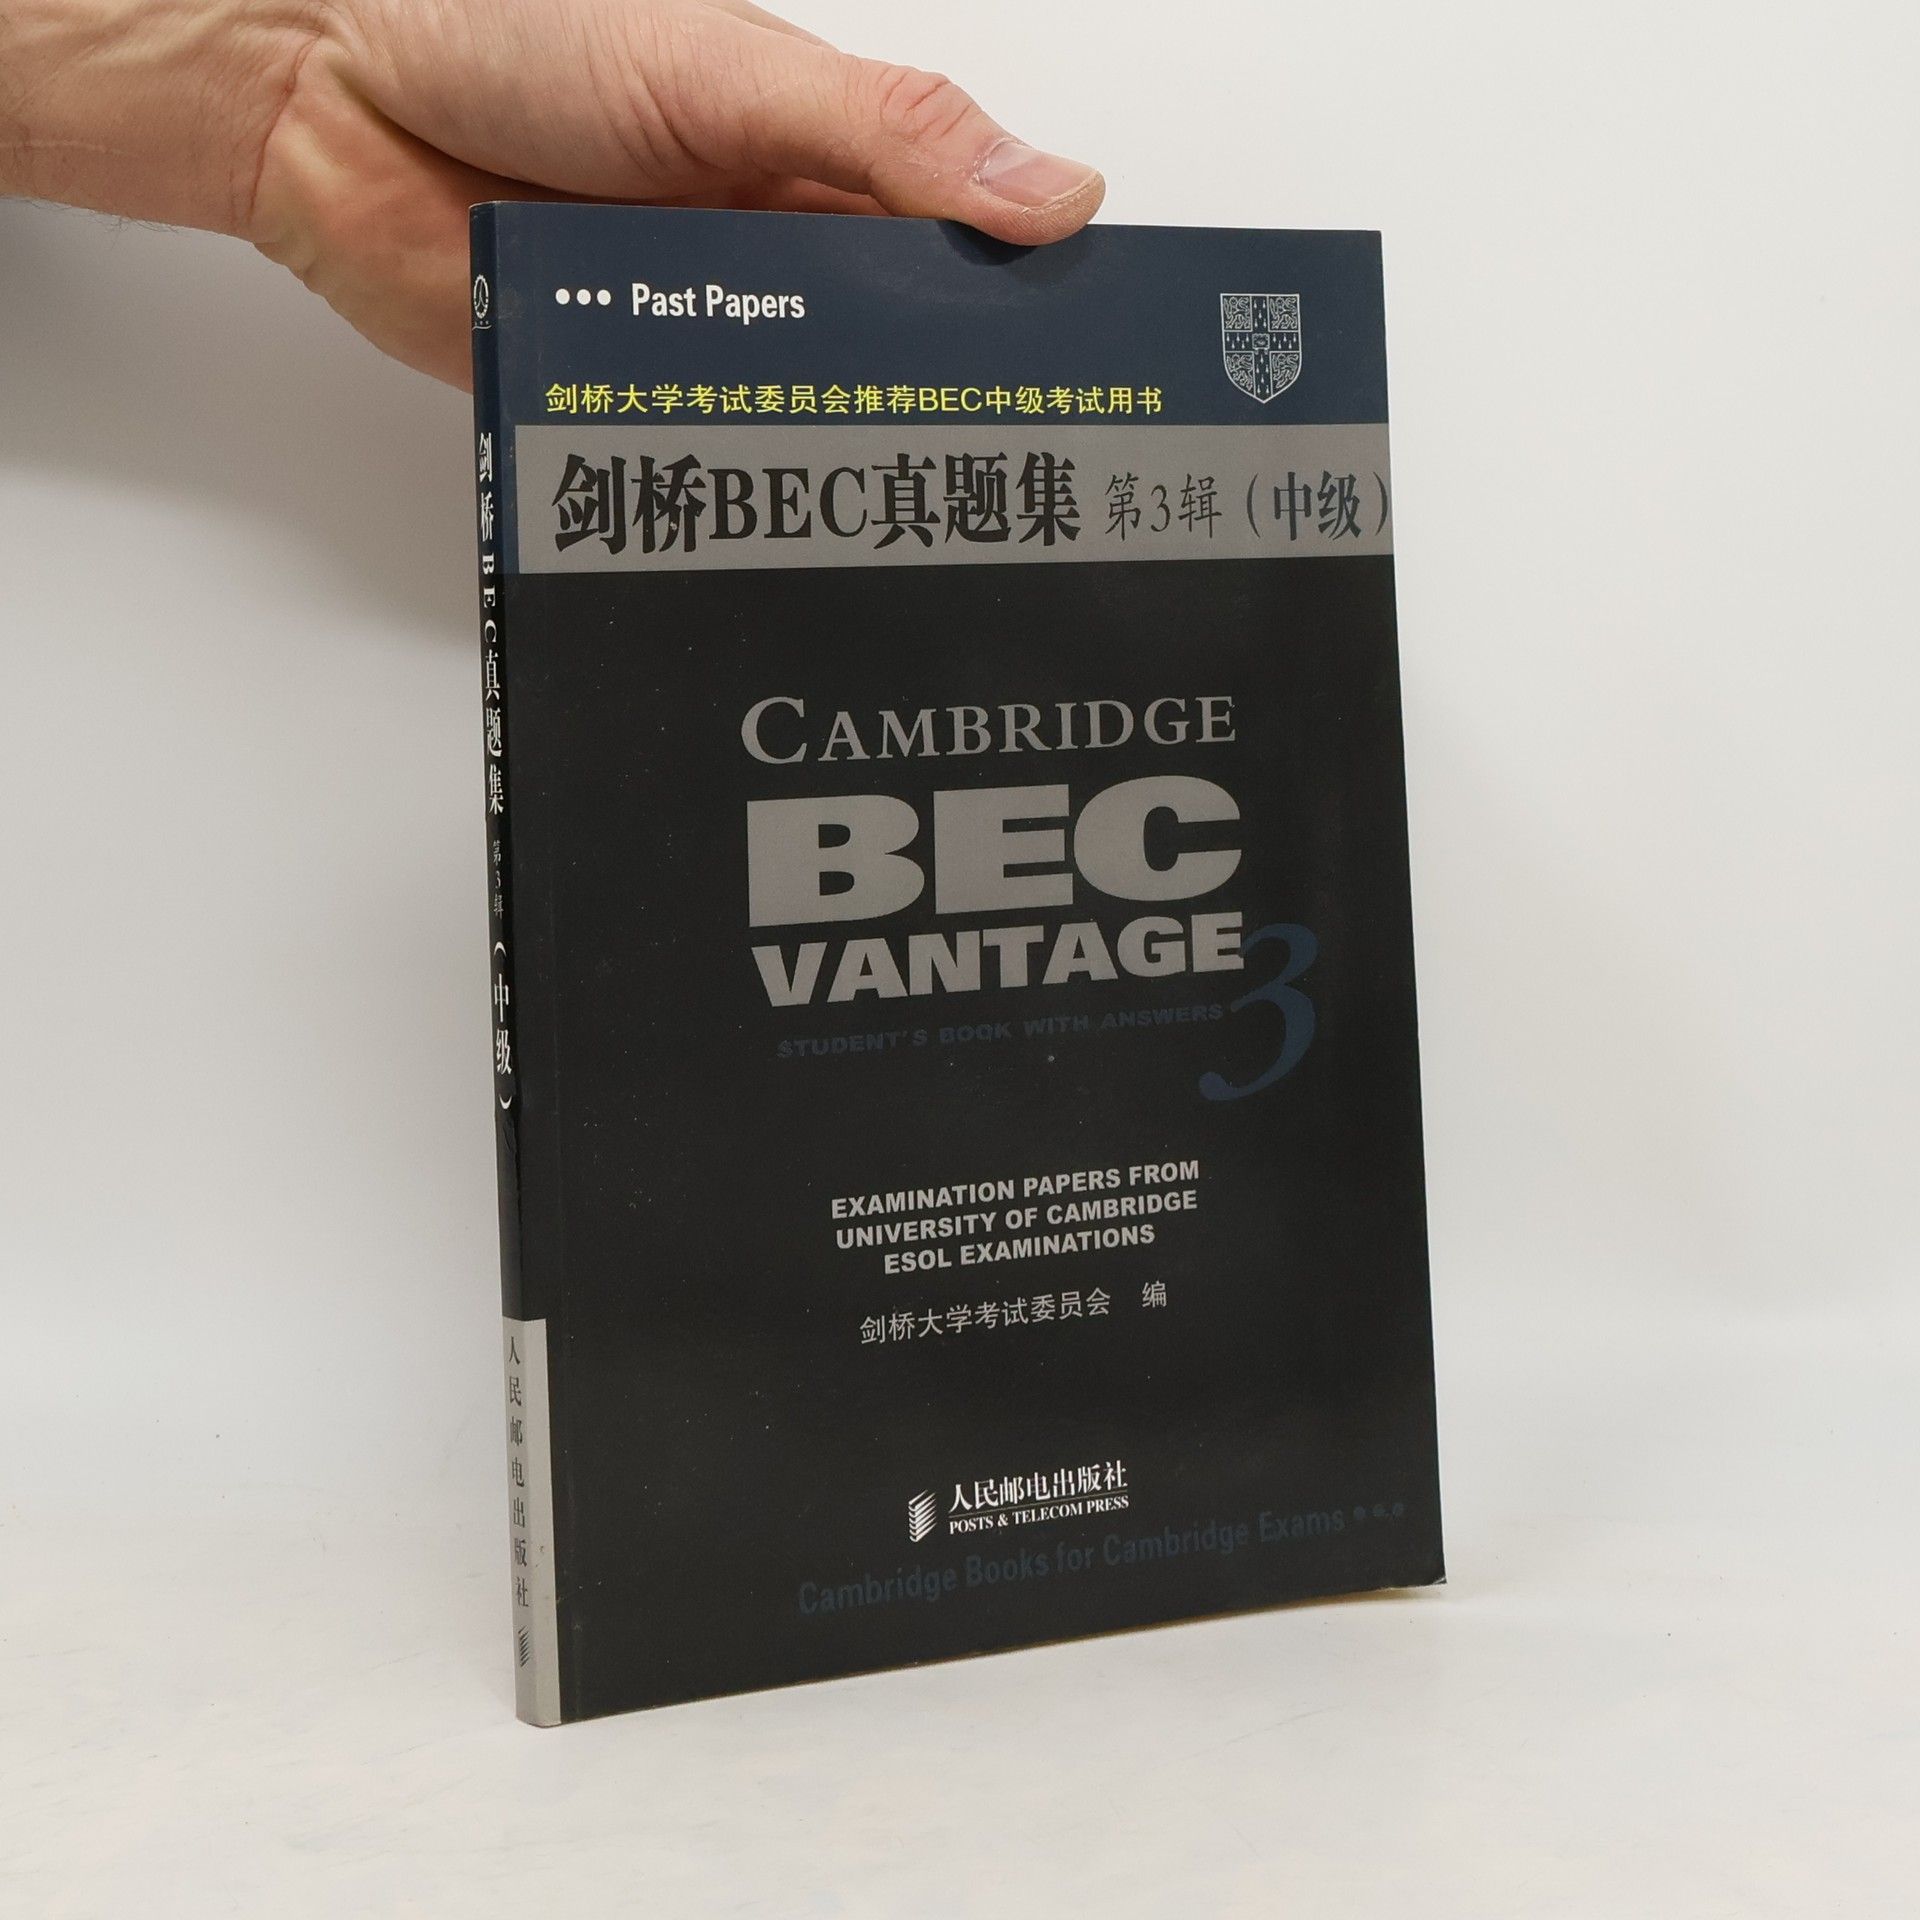 ••• Past Papers
剑桥大学考试委员会推荐BEC中级考试用书
剑桥BEC真题集 第3辑（中级）
CAMBRIDGE
BEC
VANTAGE 3
STUDENT'S BOOK WITH ANSWERS
EXAMINATION PAPERS FROM
UNIVERSITY OF CAMBRIDGE
ESOL EXAMINATIONS
剑桥大学考试委员会 编
人民邮电出版社
POSTS & TELECOM PRESS
Cambridge Books for Cambridge Exams •••
剑桥BEC真题集 第3辑（中级） 人民邮电出版社